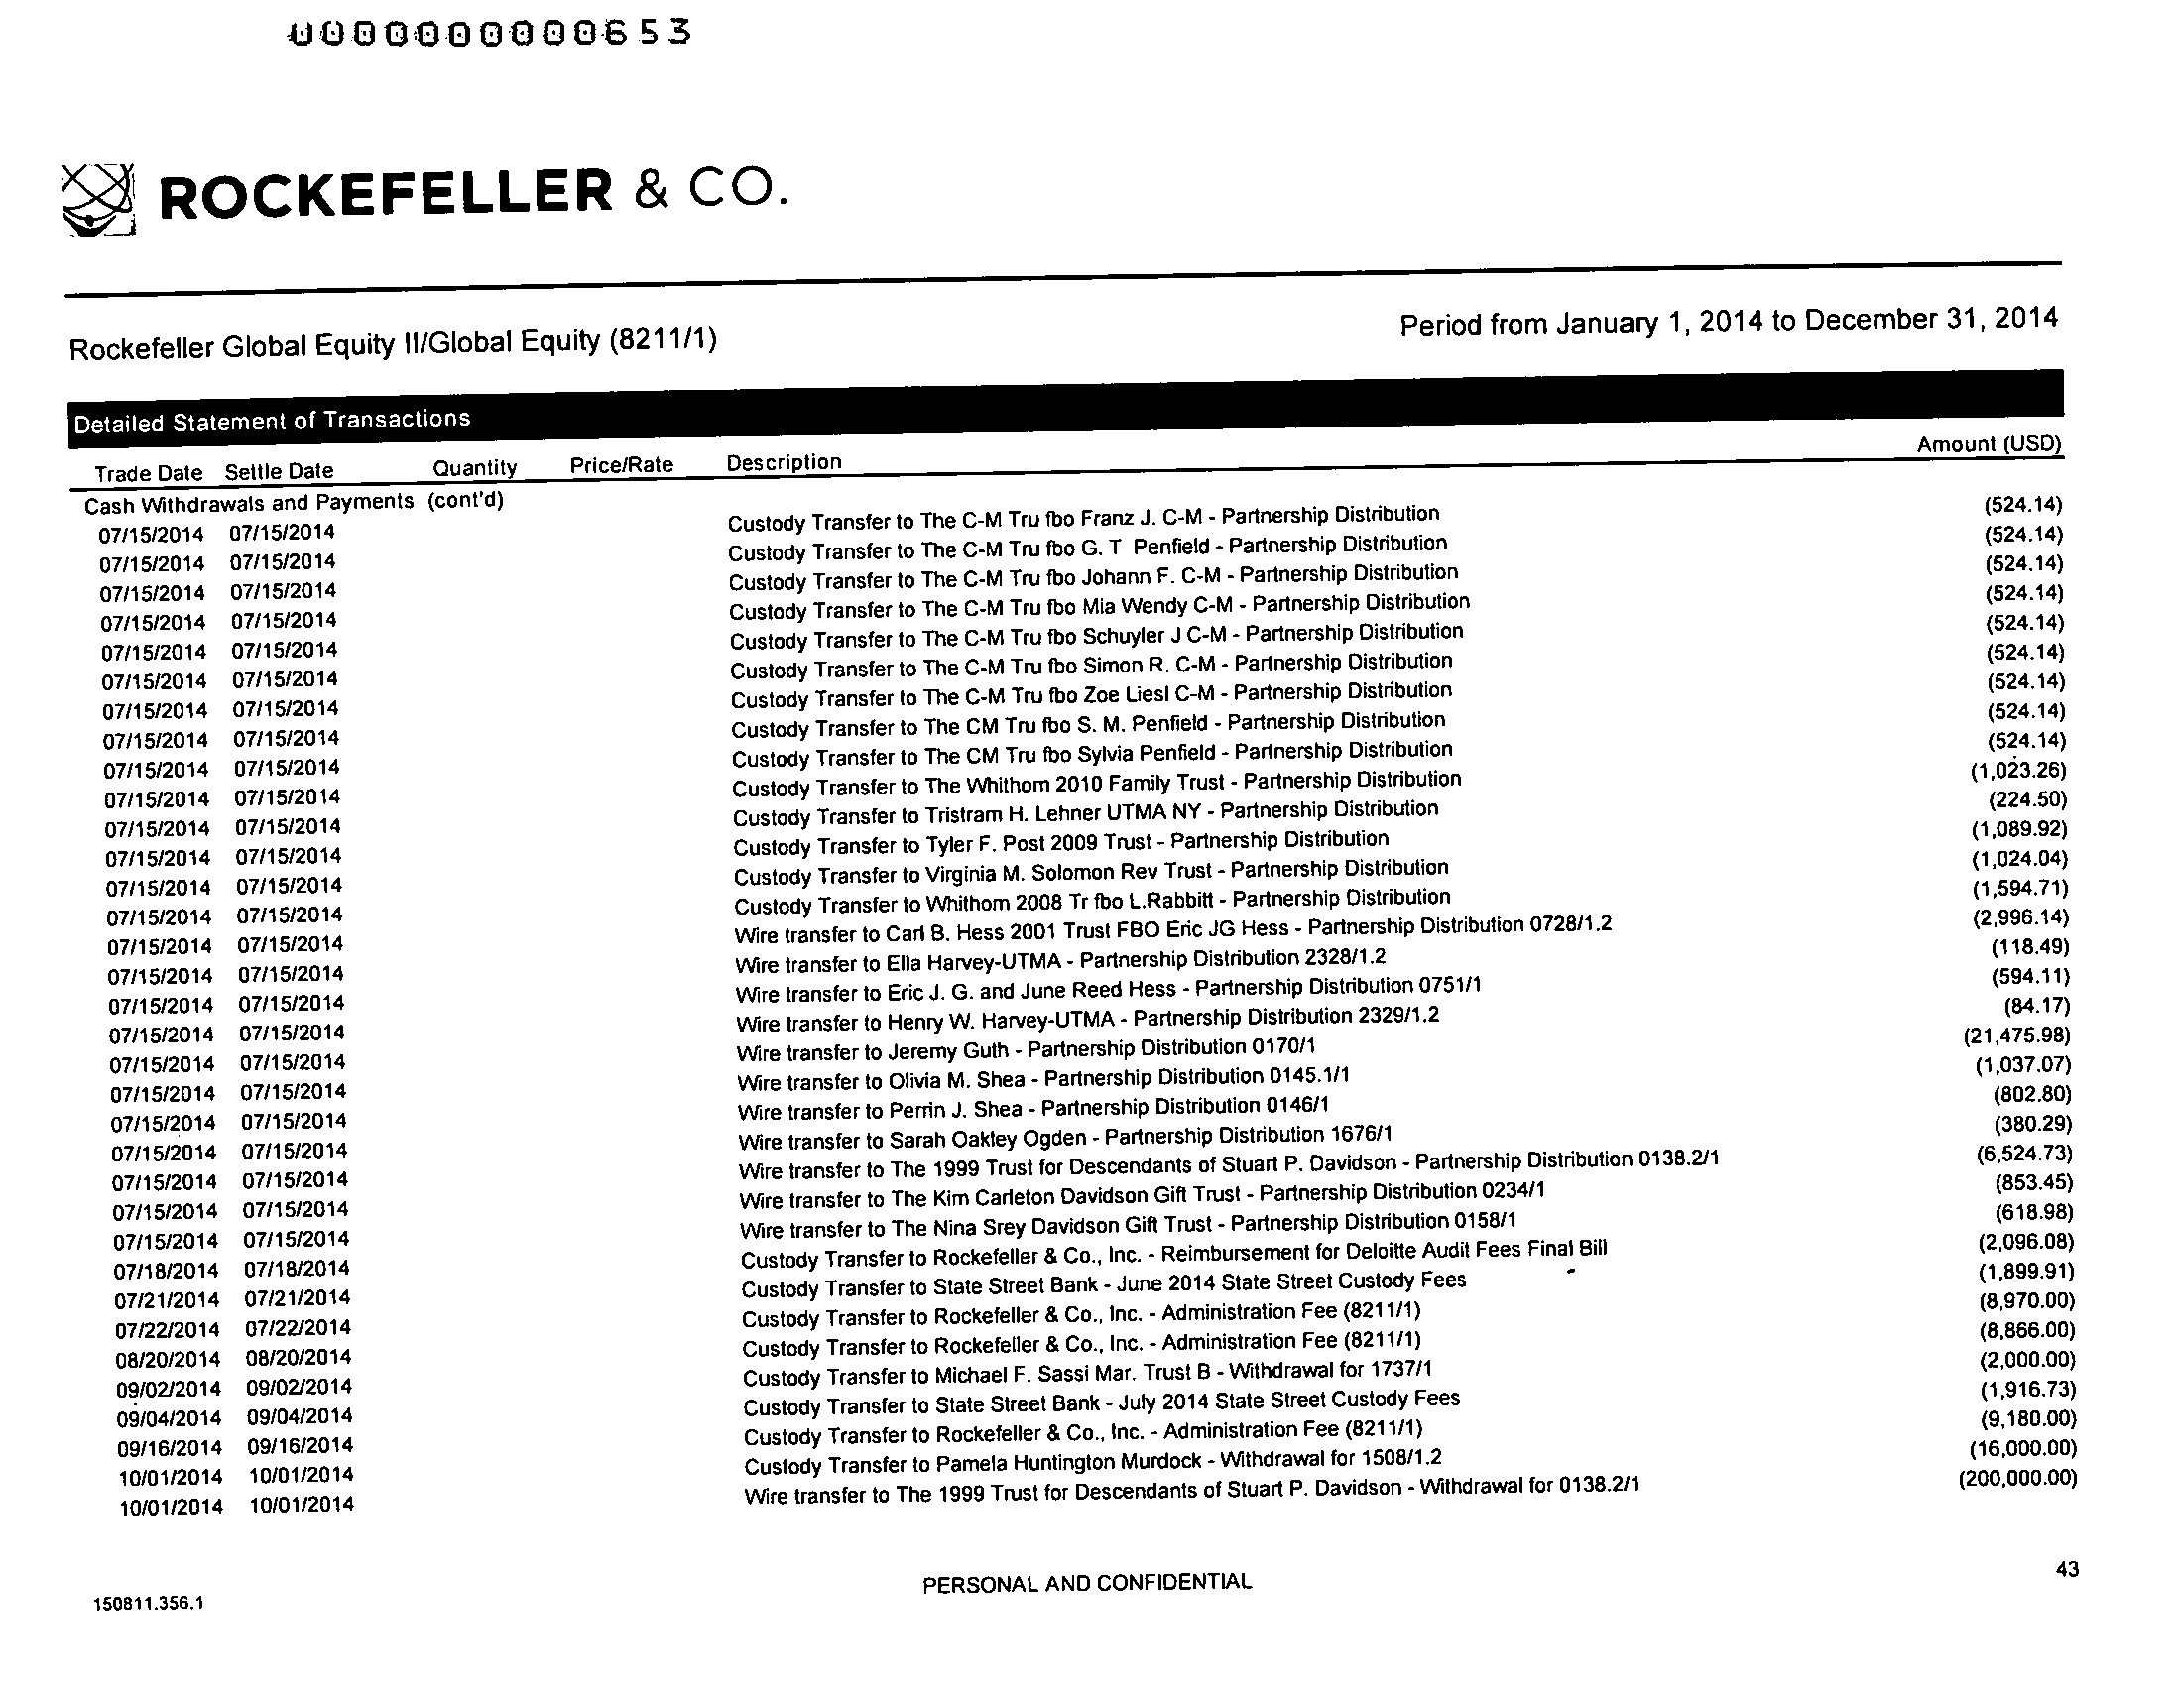 0000000000653
ROCKEFELLER & CO.
Rockefeller Global Equity II/Global Equity (8211/1) Period from January 1, 2014 to December 31, 2014
Detailed Statement of Transactions
Trade Date Settle Date Quantity Price/Rate Description Amount (USD)
Cash Withdrawals and Payments (cont'd)
07/15/2014 07/15/2014 Custody Transfer to The C-M Tru fbo Franz J. C-M - Partnership Distribution (524.14)
07/15/2014 07/15/2014 Custody Transfer to The C-M Tru fbo G. T Penfield - Partnership Distribution (524.14)
07/15/2014 07/15/2014 Custody Transfer to The C-M Tru fbo Johann F. C-M - Partnership Distribution (524.14)
07/15/2014 07/15/2014 Custody Transfer to The C-M Tru fbo Mia Wendy C-M - Partnership Distribution (524.14)
07/15/2014 07/15/2014 Custody Transfer to The C-M Tru fbo Schuyler J C-M - Partnership Distribution (524.14)
07/15/2014 07/15/2014 Custody Transfer to The C-M Tru fbo Simon R. C-M - Partnership Distribution (524.14)
07/15/2014 07/15/2014 Custody Transfer to The C-M Tru fbo Zoe Liesl C-M - Partnership Distribution (524.14)
07/15/2014 07/15/2014 Custody Transfer to The CM Tru fbo S. M. Penfield - Partnership Distribution (524.14)
07/15/2014 07/15/2014 Custody Transfer to The CM Tru fbo Sylvia Penfield - Partnership Distribution (524.14)
07/15/2014 07/15/2014 Custody Transfer to The Whithom 2010 Family Trust - Partnership Distribution (1,023.26)
07/15/2014 07/15/2014 Custody Transfer to Tristram H. Lehner UTMA NY - Partnership Distribution (224.50)
07/15/2014 07/15/2014 Custody Transfer to Tyler F. Post 2009 Trust - Partnership Distribution (1,089.92)
07/15/2014 07/15/2014 Custody Transfer to Virginia M. Solomon Rev Trust - Partnership Distribution (1,024.04)
07/15/2014 07/15/2014 Custody Transfer to Whithom 2008 Tr fbo L.Rabbitt - Partnership Distribution (1,594.71)
07/15/2014 07/15/2014 Wire transfer to Carl B. Hess 2001 Trust FBO Eric JG Hess - Partnership Distribution 0728/1.2 (2,996.14)
07/15/2014 07/15/2014 Wire transfer to Ella Harvey-UTMA - Partnership Distribution 2328/1.2 (118.49)
07/15/2014 07/15/2014 Wire transfer to Eric J. G. and June Reed Hess - Partnership Distribution 0751/1 (594.11)
07/15/2014 07/15/2014 Wire transfer to Henry W. Harvey-UTMA - Partnership Distribution 2329/1.2 (84.17)
07/15/2014 07/15/2014 Wire transfer to Jeremy Guth - Partnership Distribution 0170/1 (21,475.98)
07/15/2014 07/15/2014 Wire transfer to Olivia M. Shea - Partnership Distribution 0145.1/1 (1,037.07)
07/15/2014 07/15/2014 Wire transfer to Perrin J. Shea - Partnership Distribution 0146/1 (802.80)
07/15/2014 07/15/2014 Wire transfer to Sarah Oakley Ogden - Partnership Distribution 1676/1 (380.29)
07/15/2014 07/15/2014 Wire transfer to The 1999 Trust for Descendants of Stuart P. Davidson - Partnership Distribution 0138.2/1 (6,524.73)
07/15/2014 07/15/2014 Wire transfer to The Kim Carleton Davidson Gift Trust - Partnership Distribution 0234/1 (853.45)
07/15/2014 07/15/2014 Wire transfer to The Nina Srey Davidson Gift Trust - Partnership Distribution 0158/1 (618.98)
07/18/2014 07/18/2014 Custody Transfer to Rockefeller & Co., Inc. - Reimbursement for Deloitte Audit Fees Final Bill (2,096.08)
07/21/2014 07/21/2014 Custody Transfer to State Street Bank - June 2014 State Street Custody Fees (1,899.91)
07/22/2014 07/22/2014 Custody Transfer to Rockefeller & Co., Inc. - Administration Fee (8211/1) (8,970.00)
08/20/2014 08/20/2014 Custody Transfer to Rockefeller & Co., Inc. - Administration Fee (8211/1) (8,866.00)
09/02/2014 09/02/2014 Custody Transfer to Michael F. Sassi Mar. Trust B - Withdrawal for 1737/1 (2,000.00)
09/04/2014 09/04/2014 Custody Transfer to State Street Bank - July 2014 State Street Custody Fees (1,916.73)
09/16/2014 09/16/2014 Custody Transfer to Rockefeller & Co., Inc. - Administration Fee (8211/1) (9,180.00)
10/01/2014 10/01/2014 Custody Transfer to Pamela Huntington Murdock - Withdrawal for 1508/1.2 (16,000.00)
10/01/2014 10/01/2014 Wire transfer to The 1999 Trust for Descendants of Stuart P. Davidson - Withdrawal for 0138.2/1 (200,000.00)
150811.356.1 PERSONAL AND CONFIDENTIAL 43